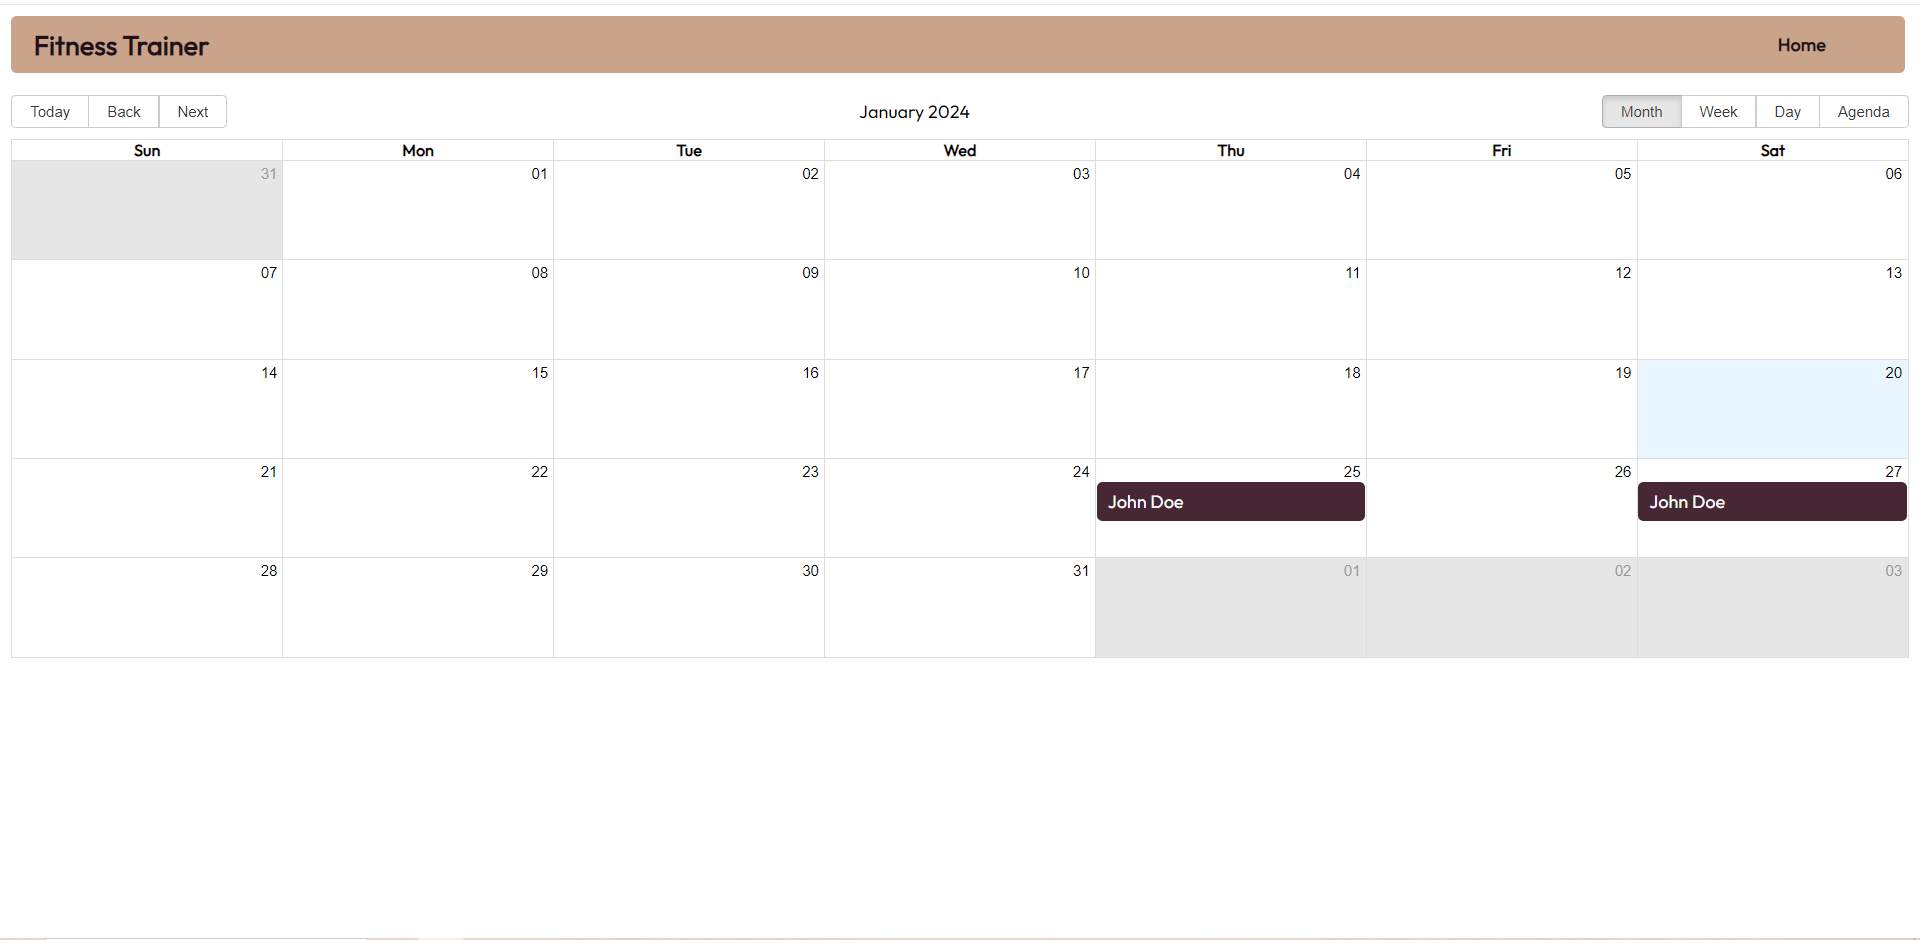 Fitness Trainer Home
Today Back Next January 2024 Month Week Day Agenda
Sun Mon Tue Wed Thu Fri Sat
31 01 02 03 04 05 06
07 08 09 10 11 12 13
14 15 16 17 18 19 20
21 22 23 24 25 26 27
John Doe John Doe
28 29 30 31 01 02 03